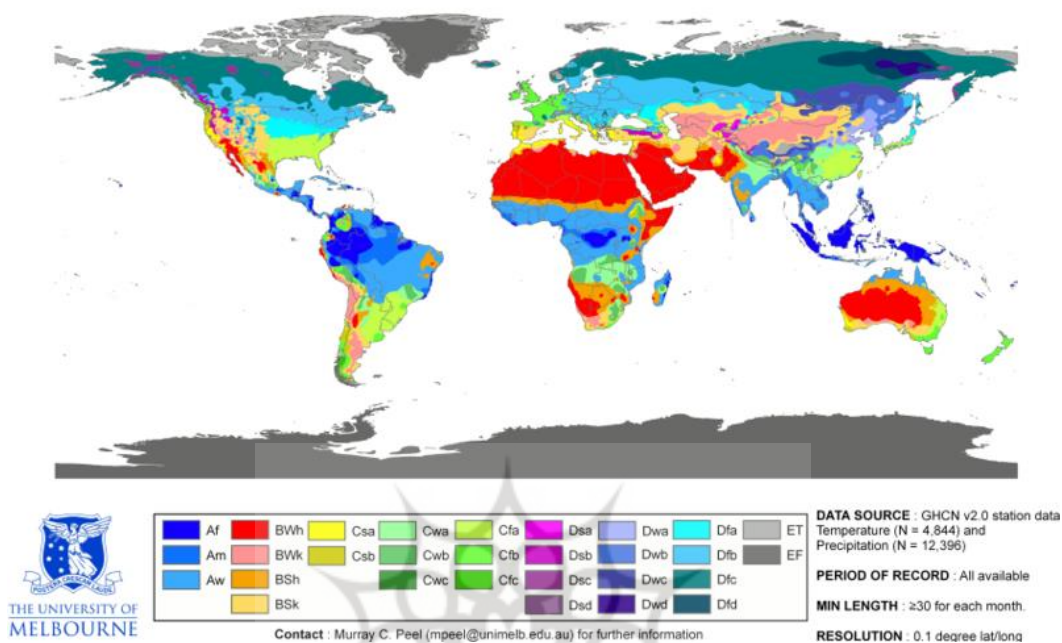 Af
Am
Aw
BWh
BWk
BSh
BSk
Csa
Csb
Cwa
Cwb
Cwc
Cfa
Cfb
Cfc
Dsa
Dsb
Dsc
Dsd
Dwa
Dwb
Dwc
Dwd
Dfa
Dfb
Dfc
Dfd
ET
EF
DATA SOURCE : GHCN v2.0 station data
Temperature (N = 4,844) and
Precipitation (N = 12,396)
PERIOD OF RECORD : All available
MIN LENGTH : ≥30 for each month.
RESOLUTION : 0.1 degree lat/long
POSTERA CRESCAM LAUDE
THE UNIVERSITY OF
MELBOURNE
Contact : Murray C. Peel (mpeel@unimelb.edu.au) for further information